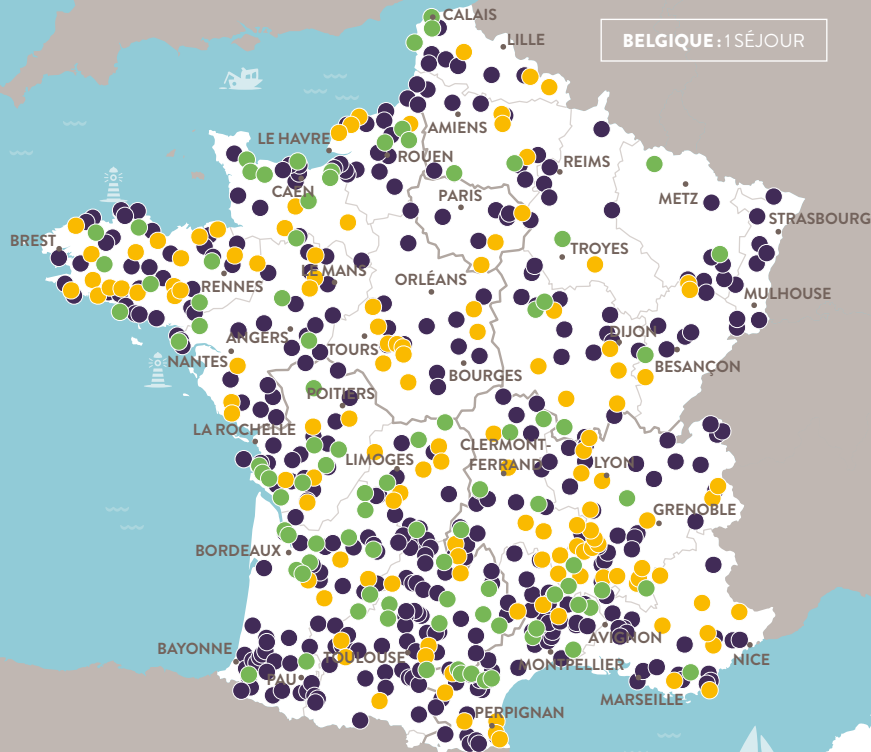 CALAIS
LILLE
BELGIQUE : 1 SÉJOUR
AMIENS
LE HAVRE
ROUEN
REIMS
CAEN
PARIS
METZ
STRASBOURG
BREST
TROYES
LE MANS
RENNES
ORLÉANS
MULHOUSE
ANGERS
DIJON
TOURS
NANTES
BESANÇON
BOURGES
POITIERS
LA ROCHELLE
CLERMONT-
FERRAND
LIMOGES
LYON
GRENOBLE
BORDEAUX
AVIGNON
BAYONNE
TOULOUSE
NICE
MONTPELLIER
PAU
MARSEILLE
PERPIGNAN